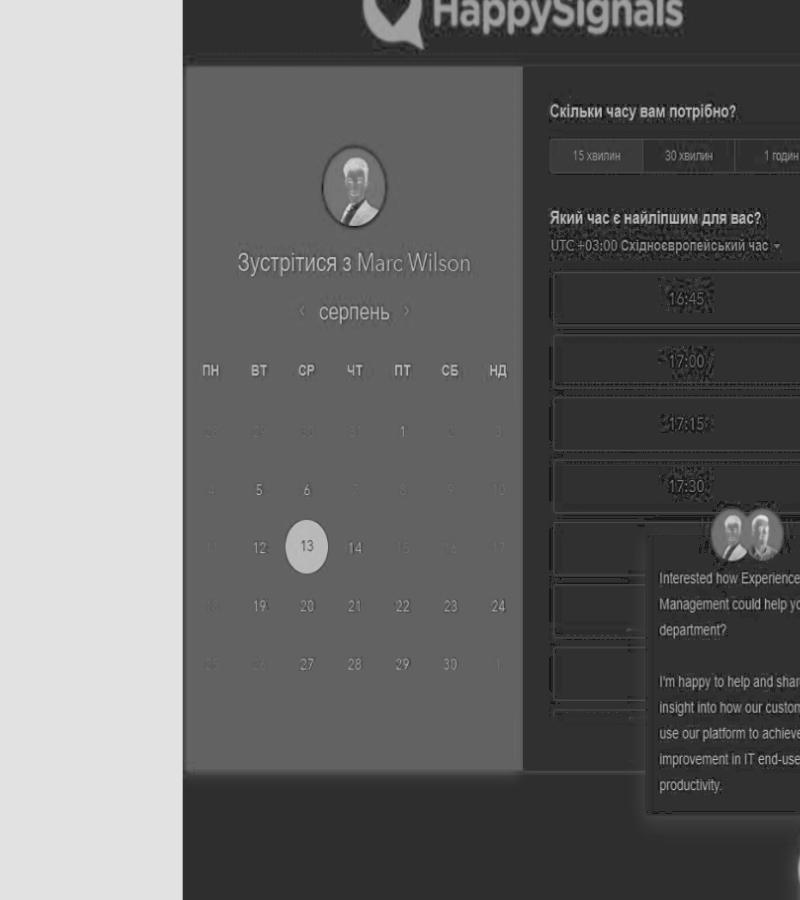 HappySignals
Зустрітися з Marc Wilson
‹ серпень ›
ПН ВТ СР ЧТ ПТ СБ НД
28 29 30 31 1 2 3
4 5 6 7 8 9 10
11 12 13 14 15 16 17
18 19 20 21 22 23 24
25 26 27 28 29 30 1
Скільки часу вам потрібно?
15 хвилин 30 хвилин 1 годин
Який час є найліпшим для вас?
UTC +03:00 Східноєвропейський час
16:45
17:00
17:15
17:30
Interested how Experience
Management could help yo
department?
I'm happy to help and shar
insight into how our custom
use our platform to achieve
improvement in IT end-use
productivity.